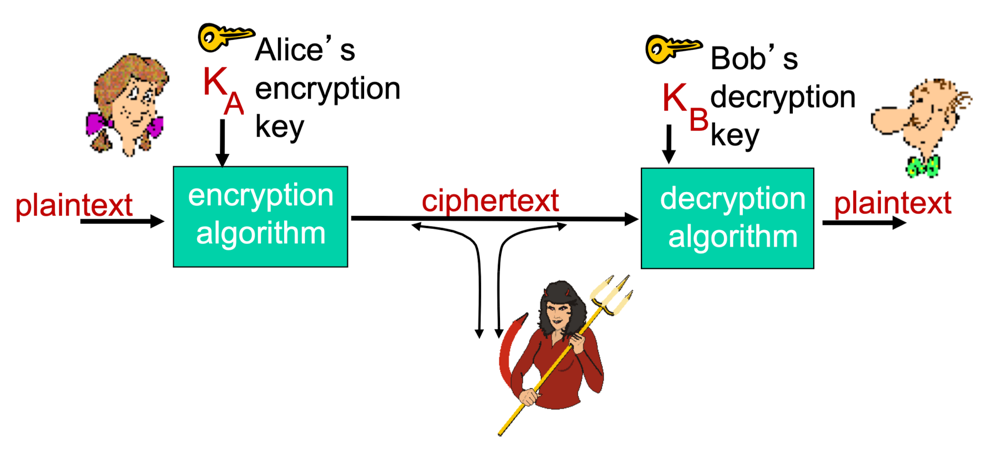 Alice’s
K_A encryption
key
Bob’s
K_B decryption
key
plaintext
encryption
algorithm
ciphertext
decryption
algorithm
plaintext